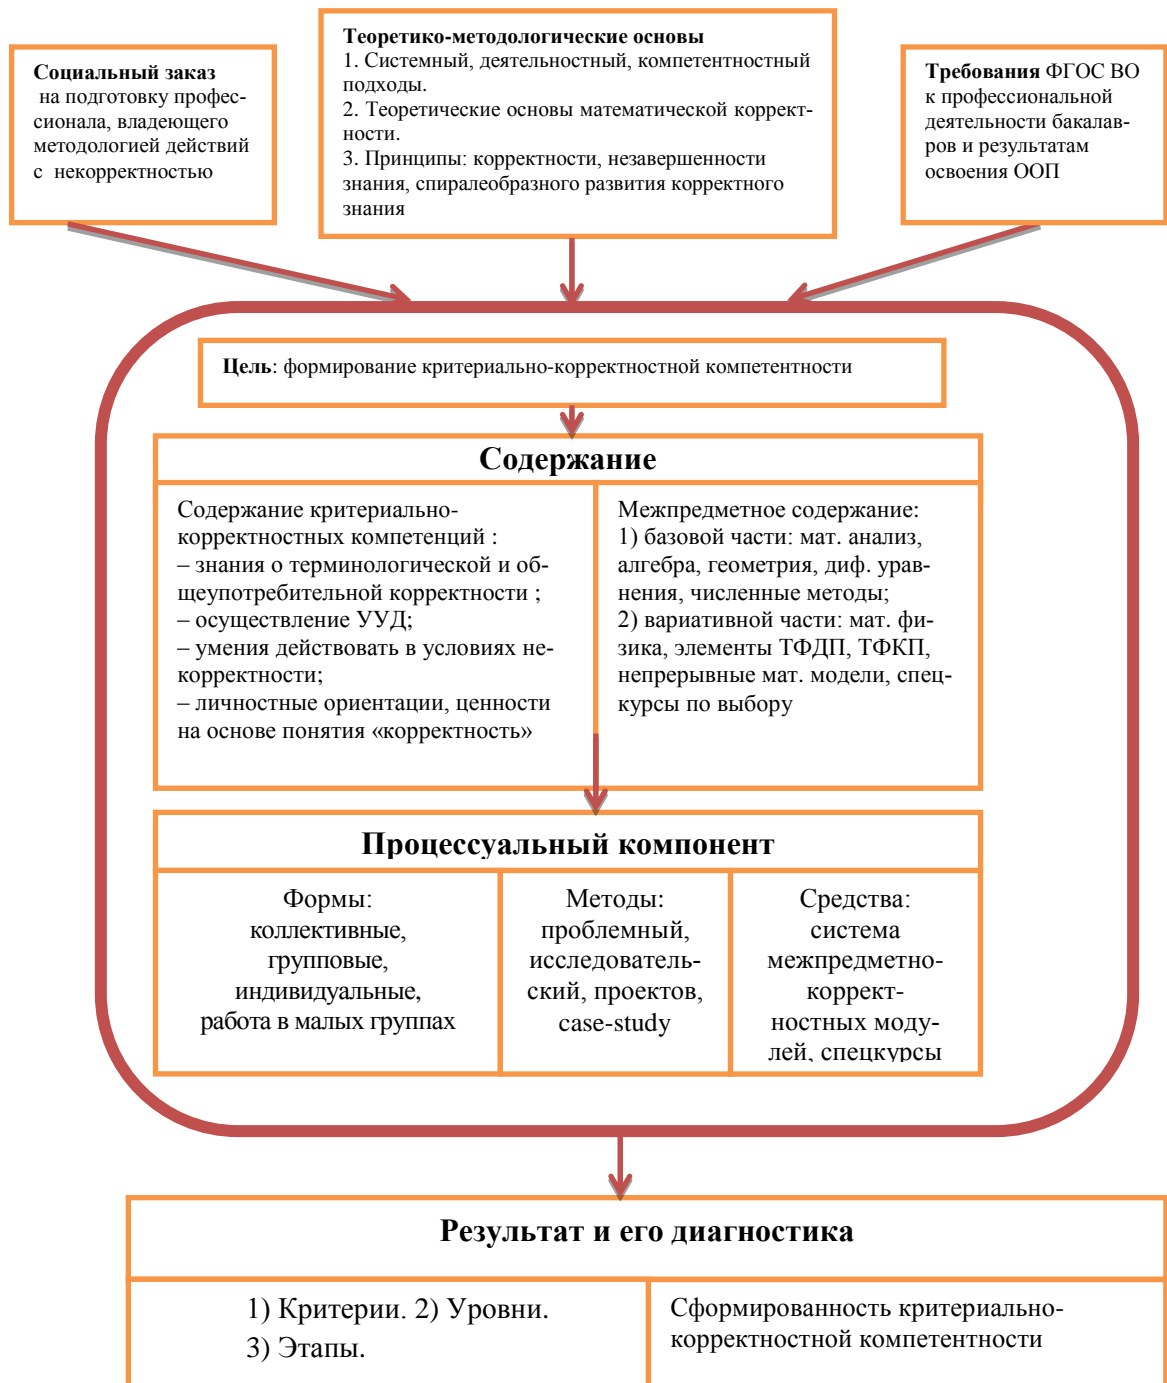 Социальный заказ
на подготовку профес-
сионала, владеющего
методологией действий
с некорректностью
Теоретико-методологические основы
1. Системный, деятельностный, компетентностный
подходы.
2. Теоретические основы математической коррект-
ности.
3. Принципы: корректности, незавершенности
знания, спиралеобразного развития корректного
знания
Требования ФГОС ВО
к профессиональной
деятельности бакалав-
ров и результатам
освоения ООП
Цель: формирование критериально-корректностной компетентности
Содержание
Содержание критериально-
корректностных компетенций :
– знания о терминологической и об-
щеупотребительной корректности ;
– осуществление УУД;
– умения действовать в условиях не-
корректности;
– личностные ориентации, ценности
на основе понятия «корректность»
Межпредметное содержание:
1) базовой части: мат. анализ,
алгебра, геометрия, диф. урав-
нения, численные методы;
2) вариативной части: мат. фи-
зика, элементы ТФДП, ТФКП,
непрерывные мат. модели, спец-
курсы по выбору
Процессуальный компонент
Формы:
коллективные,
групповые,
индивидуальные,
работа в малых группах
Методы:
проблемный,
исследователь-
ский, проектов,
case-study
Средства:
система
межпредметно-
коррект-
ностных моду-
лей, спецкурсы
Результат и его диагностика
1) Критерии. 2) Уровни.
3) Этапы.
Сформированность критериально-
корректностной компетентности